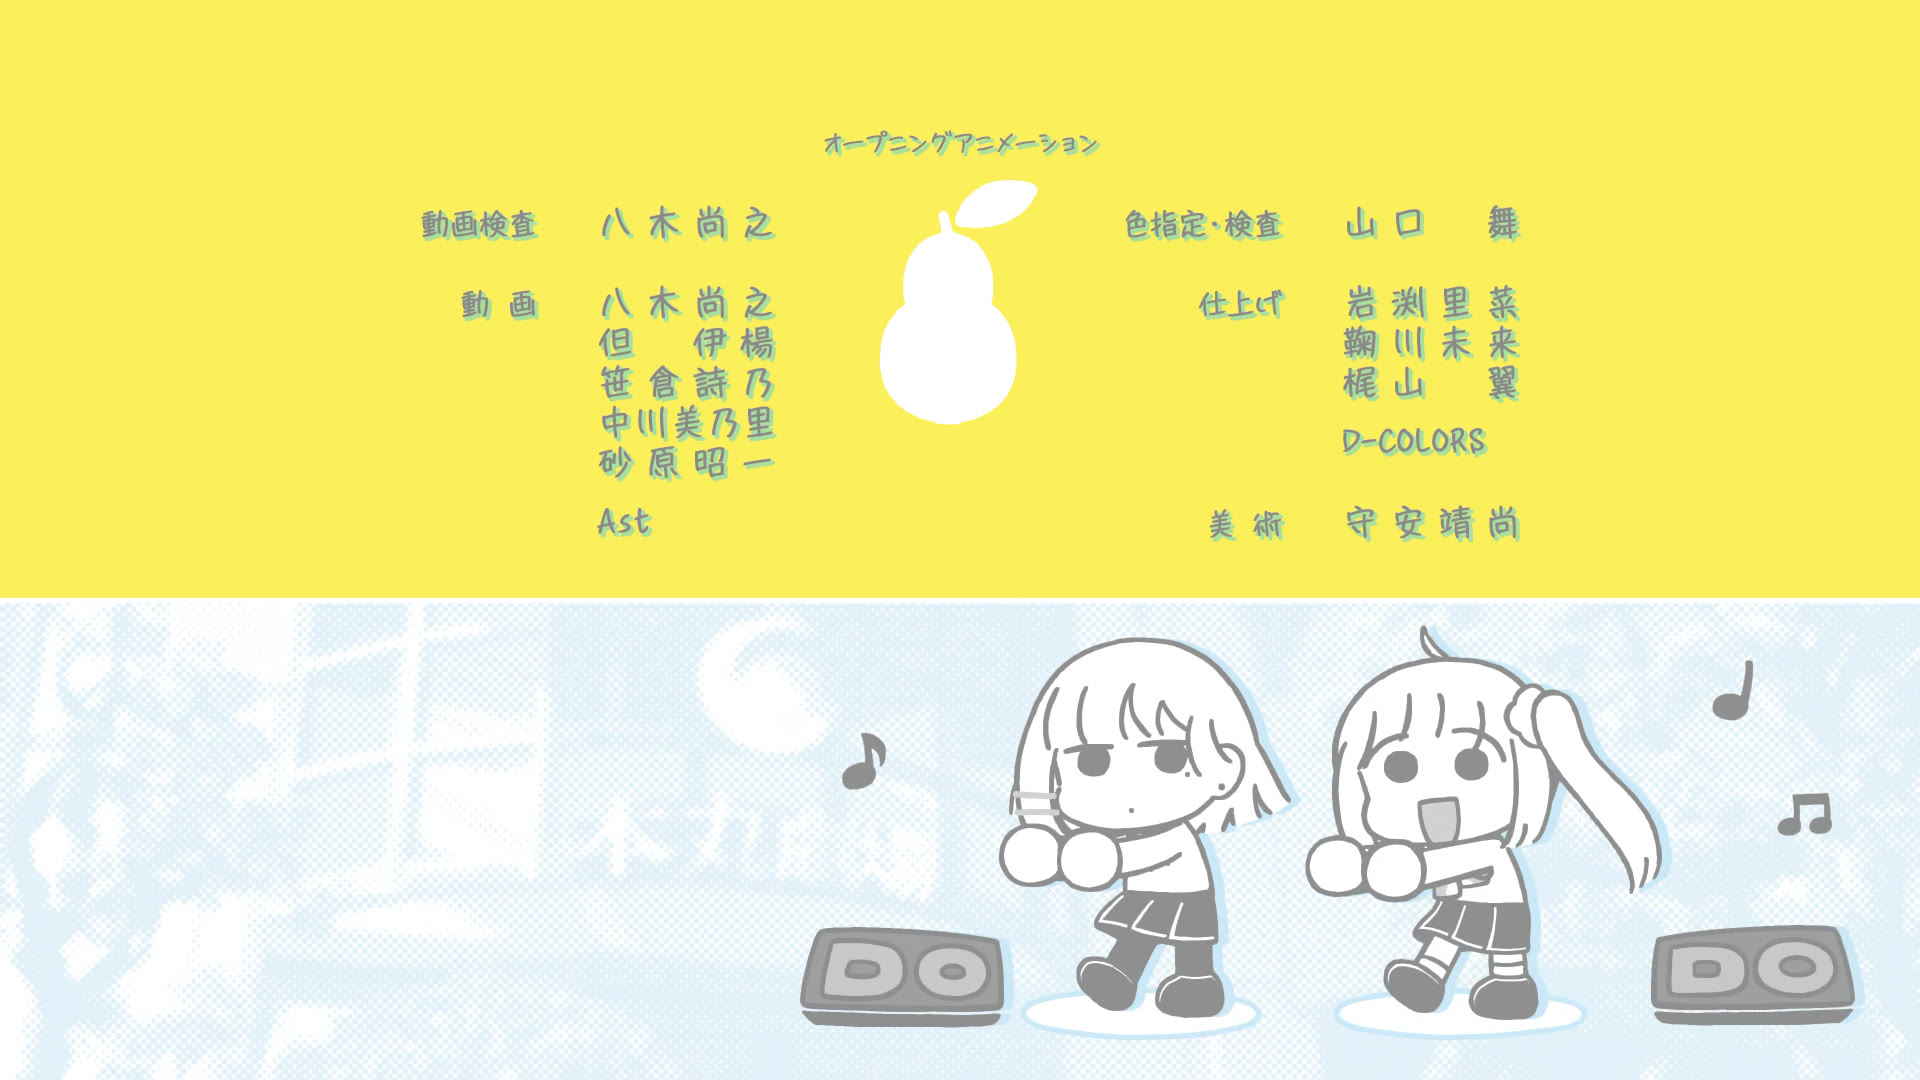 オープニングアニメーション
動画検査 八木尚之
動画 八木尚之
但 伊楊
笹倉詩乃
中川美乃里
砂原昭一
Ast
色指定・検査 山口 舞
仕上げ 岩渕里菜
鞠川未来
梶山 翼
D-COLORS
美術 守安靖尚
DO
DO